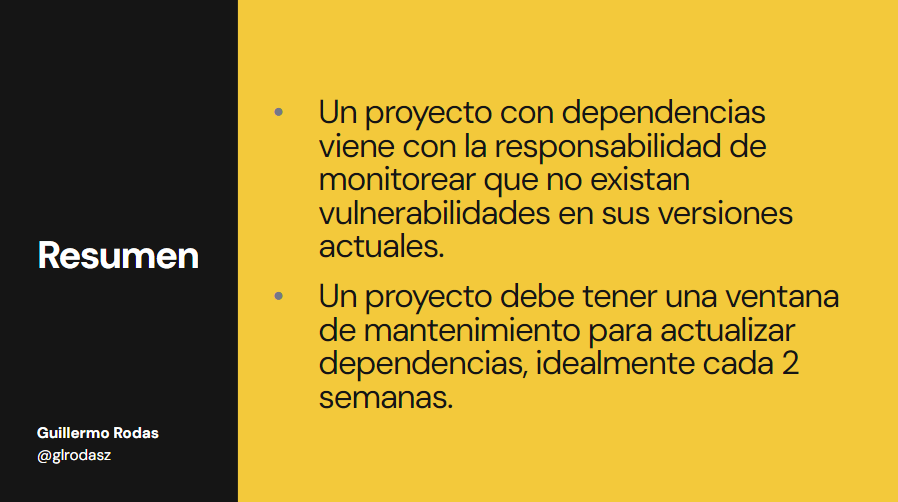 Resumen
Guillermo Rodas
@glrodasz
• Un proyecto con dependencias
viene con la responsabilidad de
monitorear que no existan
vulnerabilidades en sus versiones
actuales.
• Un proyecto debe tener una ventana
de mantenimiento para actualizar
dependencias, idealmente cada 2
semanas.